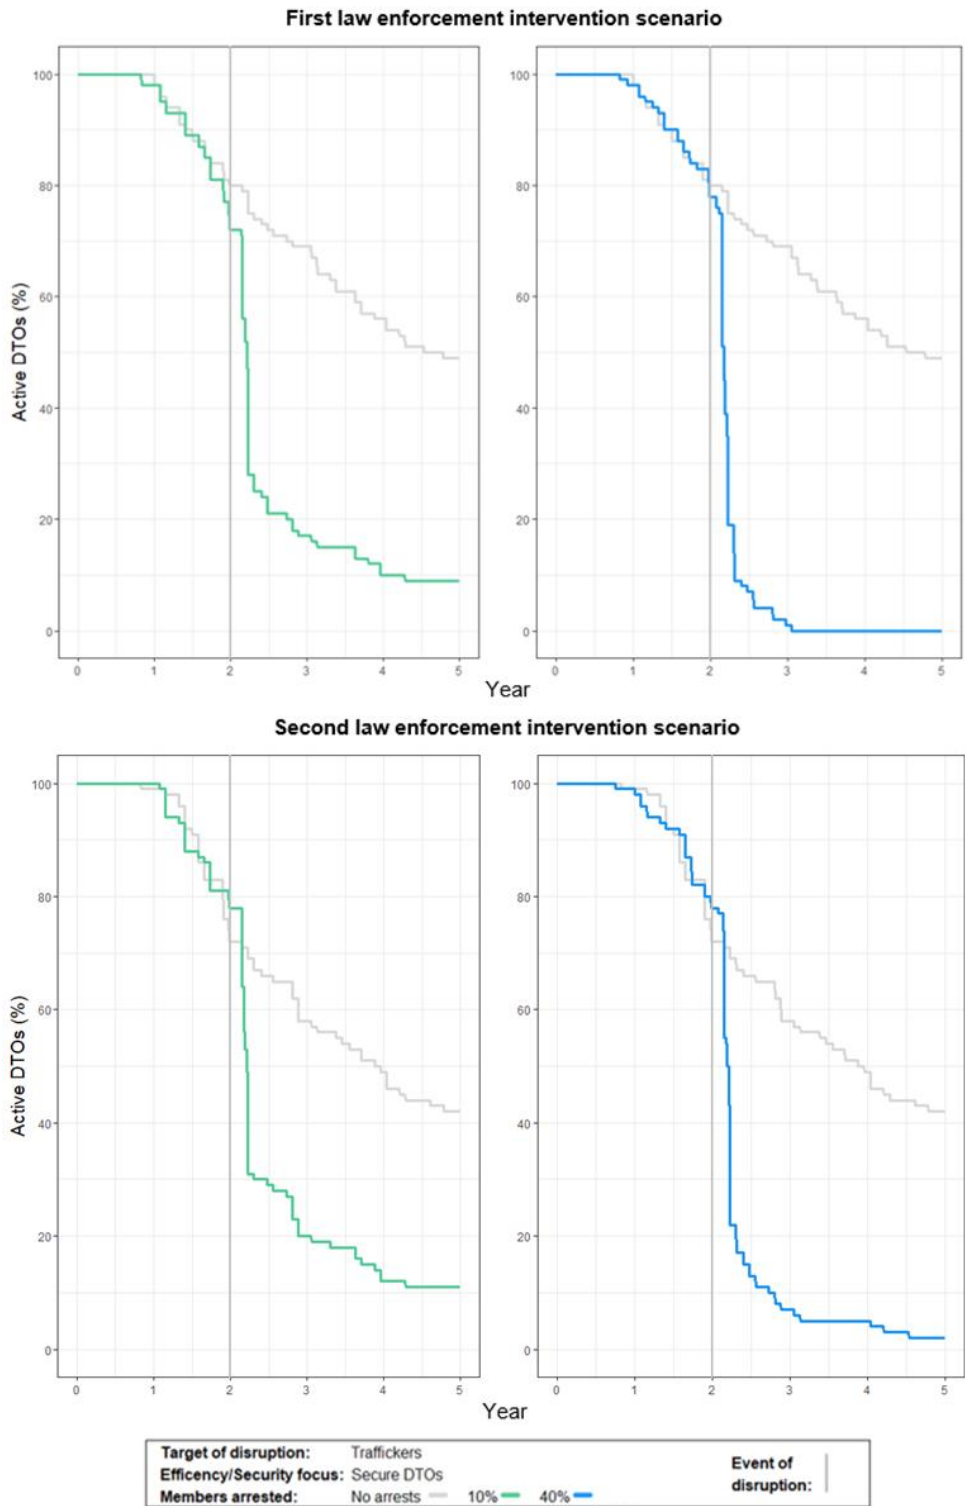 First law enforcement intervention scenario
Active DTOs (%)
100
80
60
40
20
0
0 1 2 3 4 5
100
80
60
40
20
0
0 1 2 3 4 5
Year
Second law enforcement intervention scenario
Active DTOs (%)
100
80
60
40
20
0
0 1 2 3 4 5
100
80
60
40
20
0
0 1 2 3 4 5
Year
Target of disruption: Traffickers
Efficency/Security focus: Secure DTOs
Members arrested: No arrests 10% 40%
Event of
disruption: